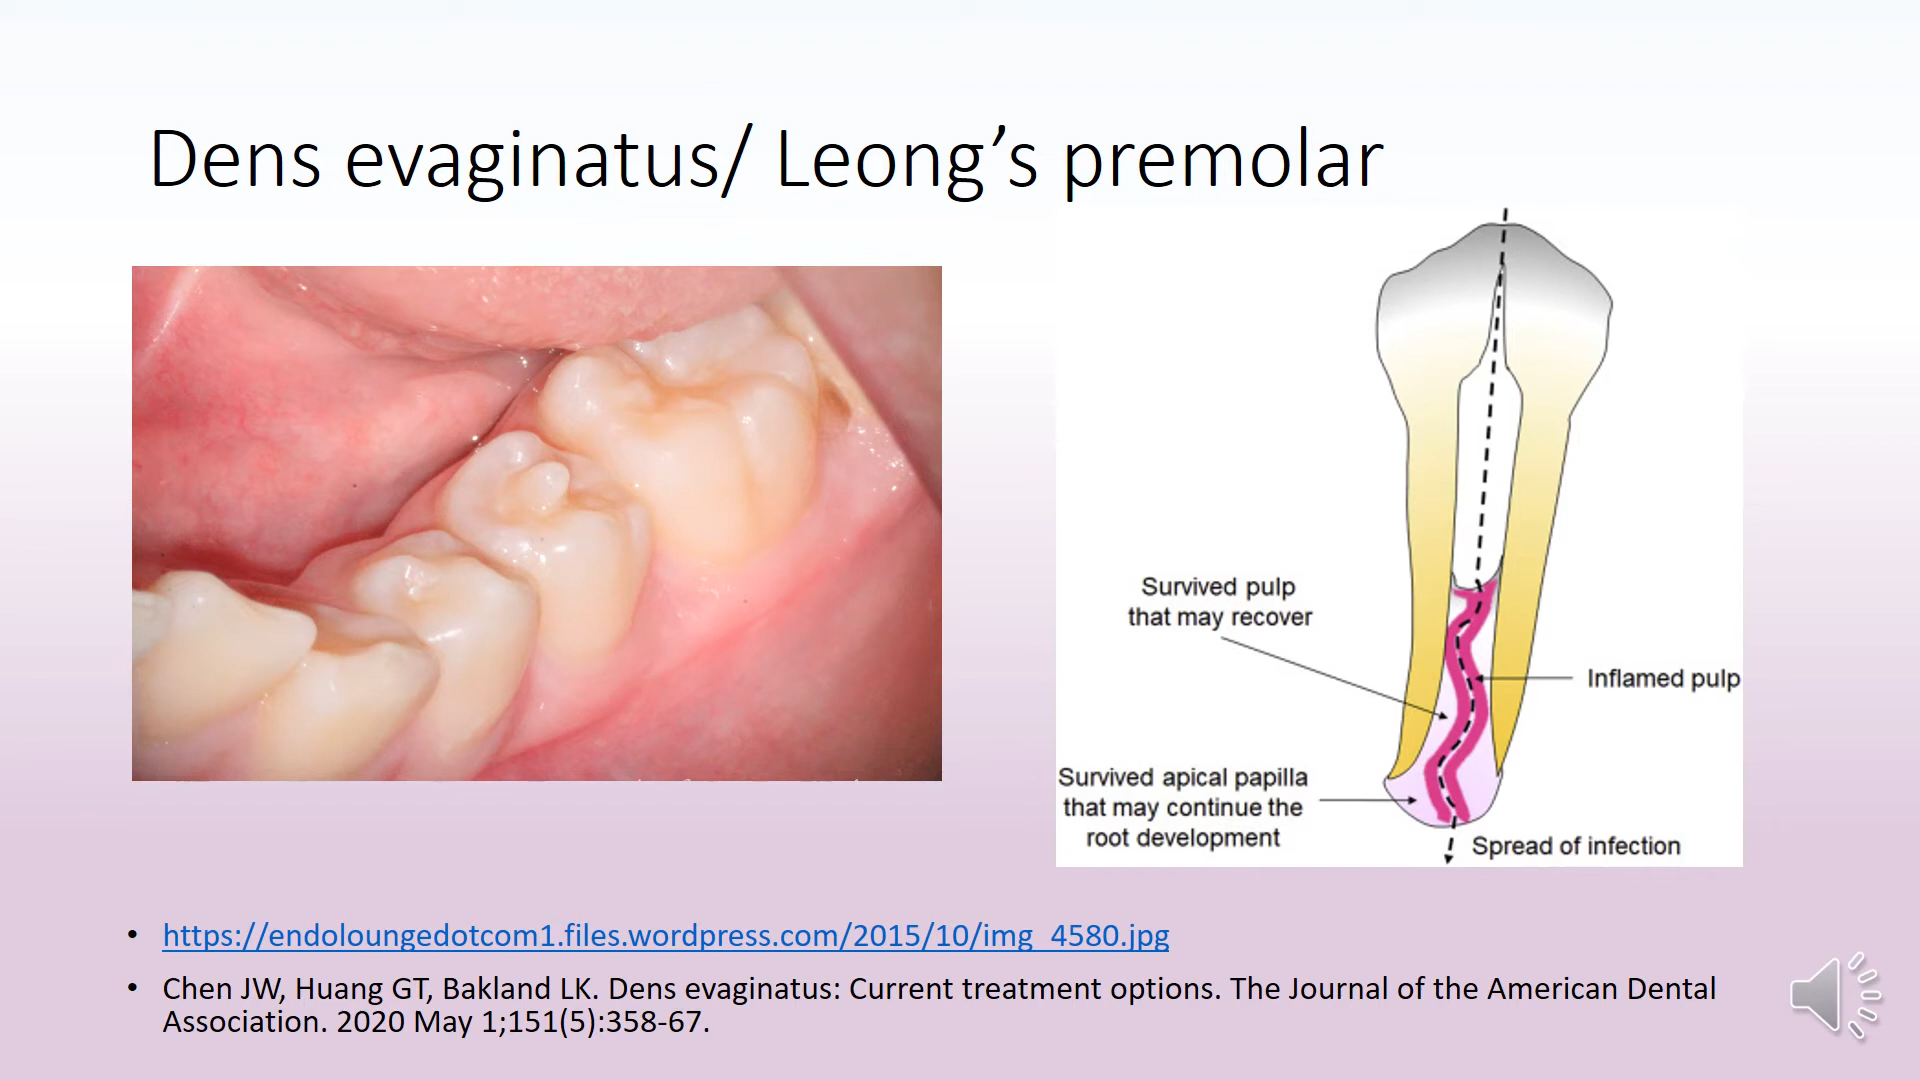 Dens evaginatus/ Leong’s premolar
Survived pulp
that may recover
Inflamed pulp
Survived apical papilla
that may continue the
root development
Spread of infection
• https://endoloungedotcom1.files.wordpress.com/2015/10/img_4580.jpg
• Chen JW, Huang GT, Bakland LK. Dens evaginatus: Current treatment options. The Journal of the American Dental
Association. 2020 May 1;151(5):358-67.